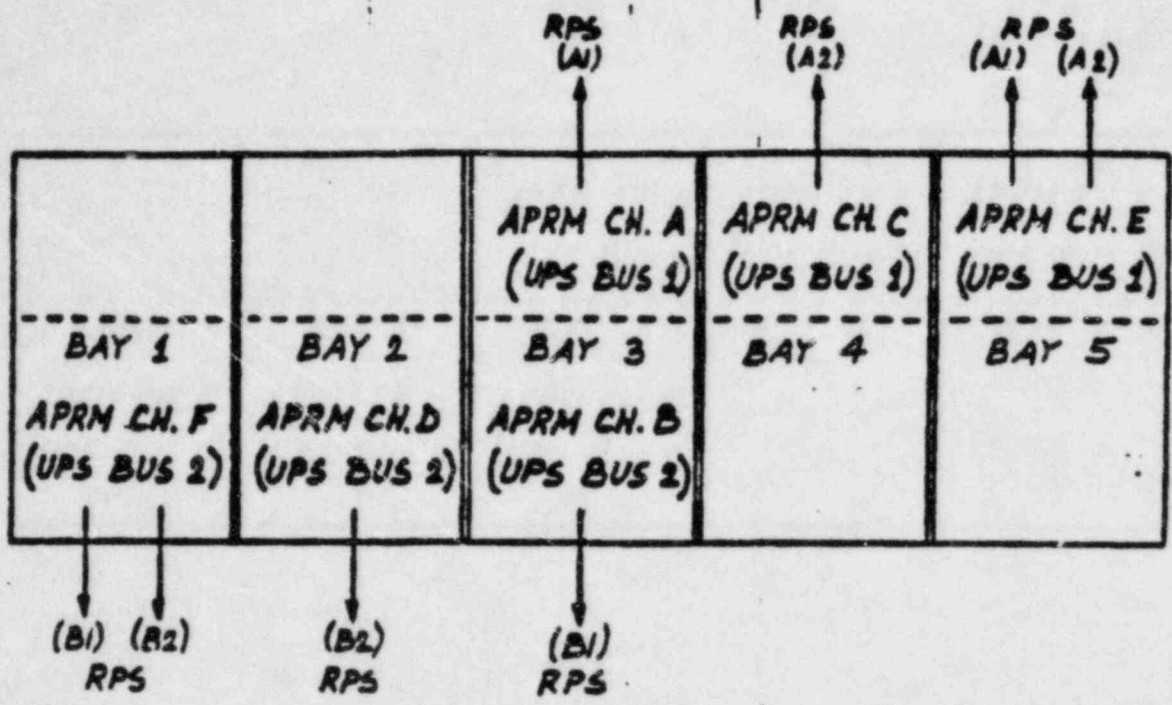 RPS RPS RPS
(A1) (A2) (A1) (A2)
APRM CH. A APRM CH. C APRM CH. E
(UPS BUS 1) (UPS BUS 1) (UPS BUS 1)
BAY 1 BAY 2 BAY 3 BAY 4 BAY 5
APRM CH. F APRM CH. D APRM CH. B
(UPS BUS 2) (UPS BUS 2) (UPS BUS 2)
(B1) (B2) (B2) (B1)
RPS RPS RPS